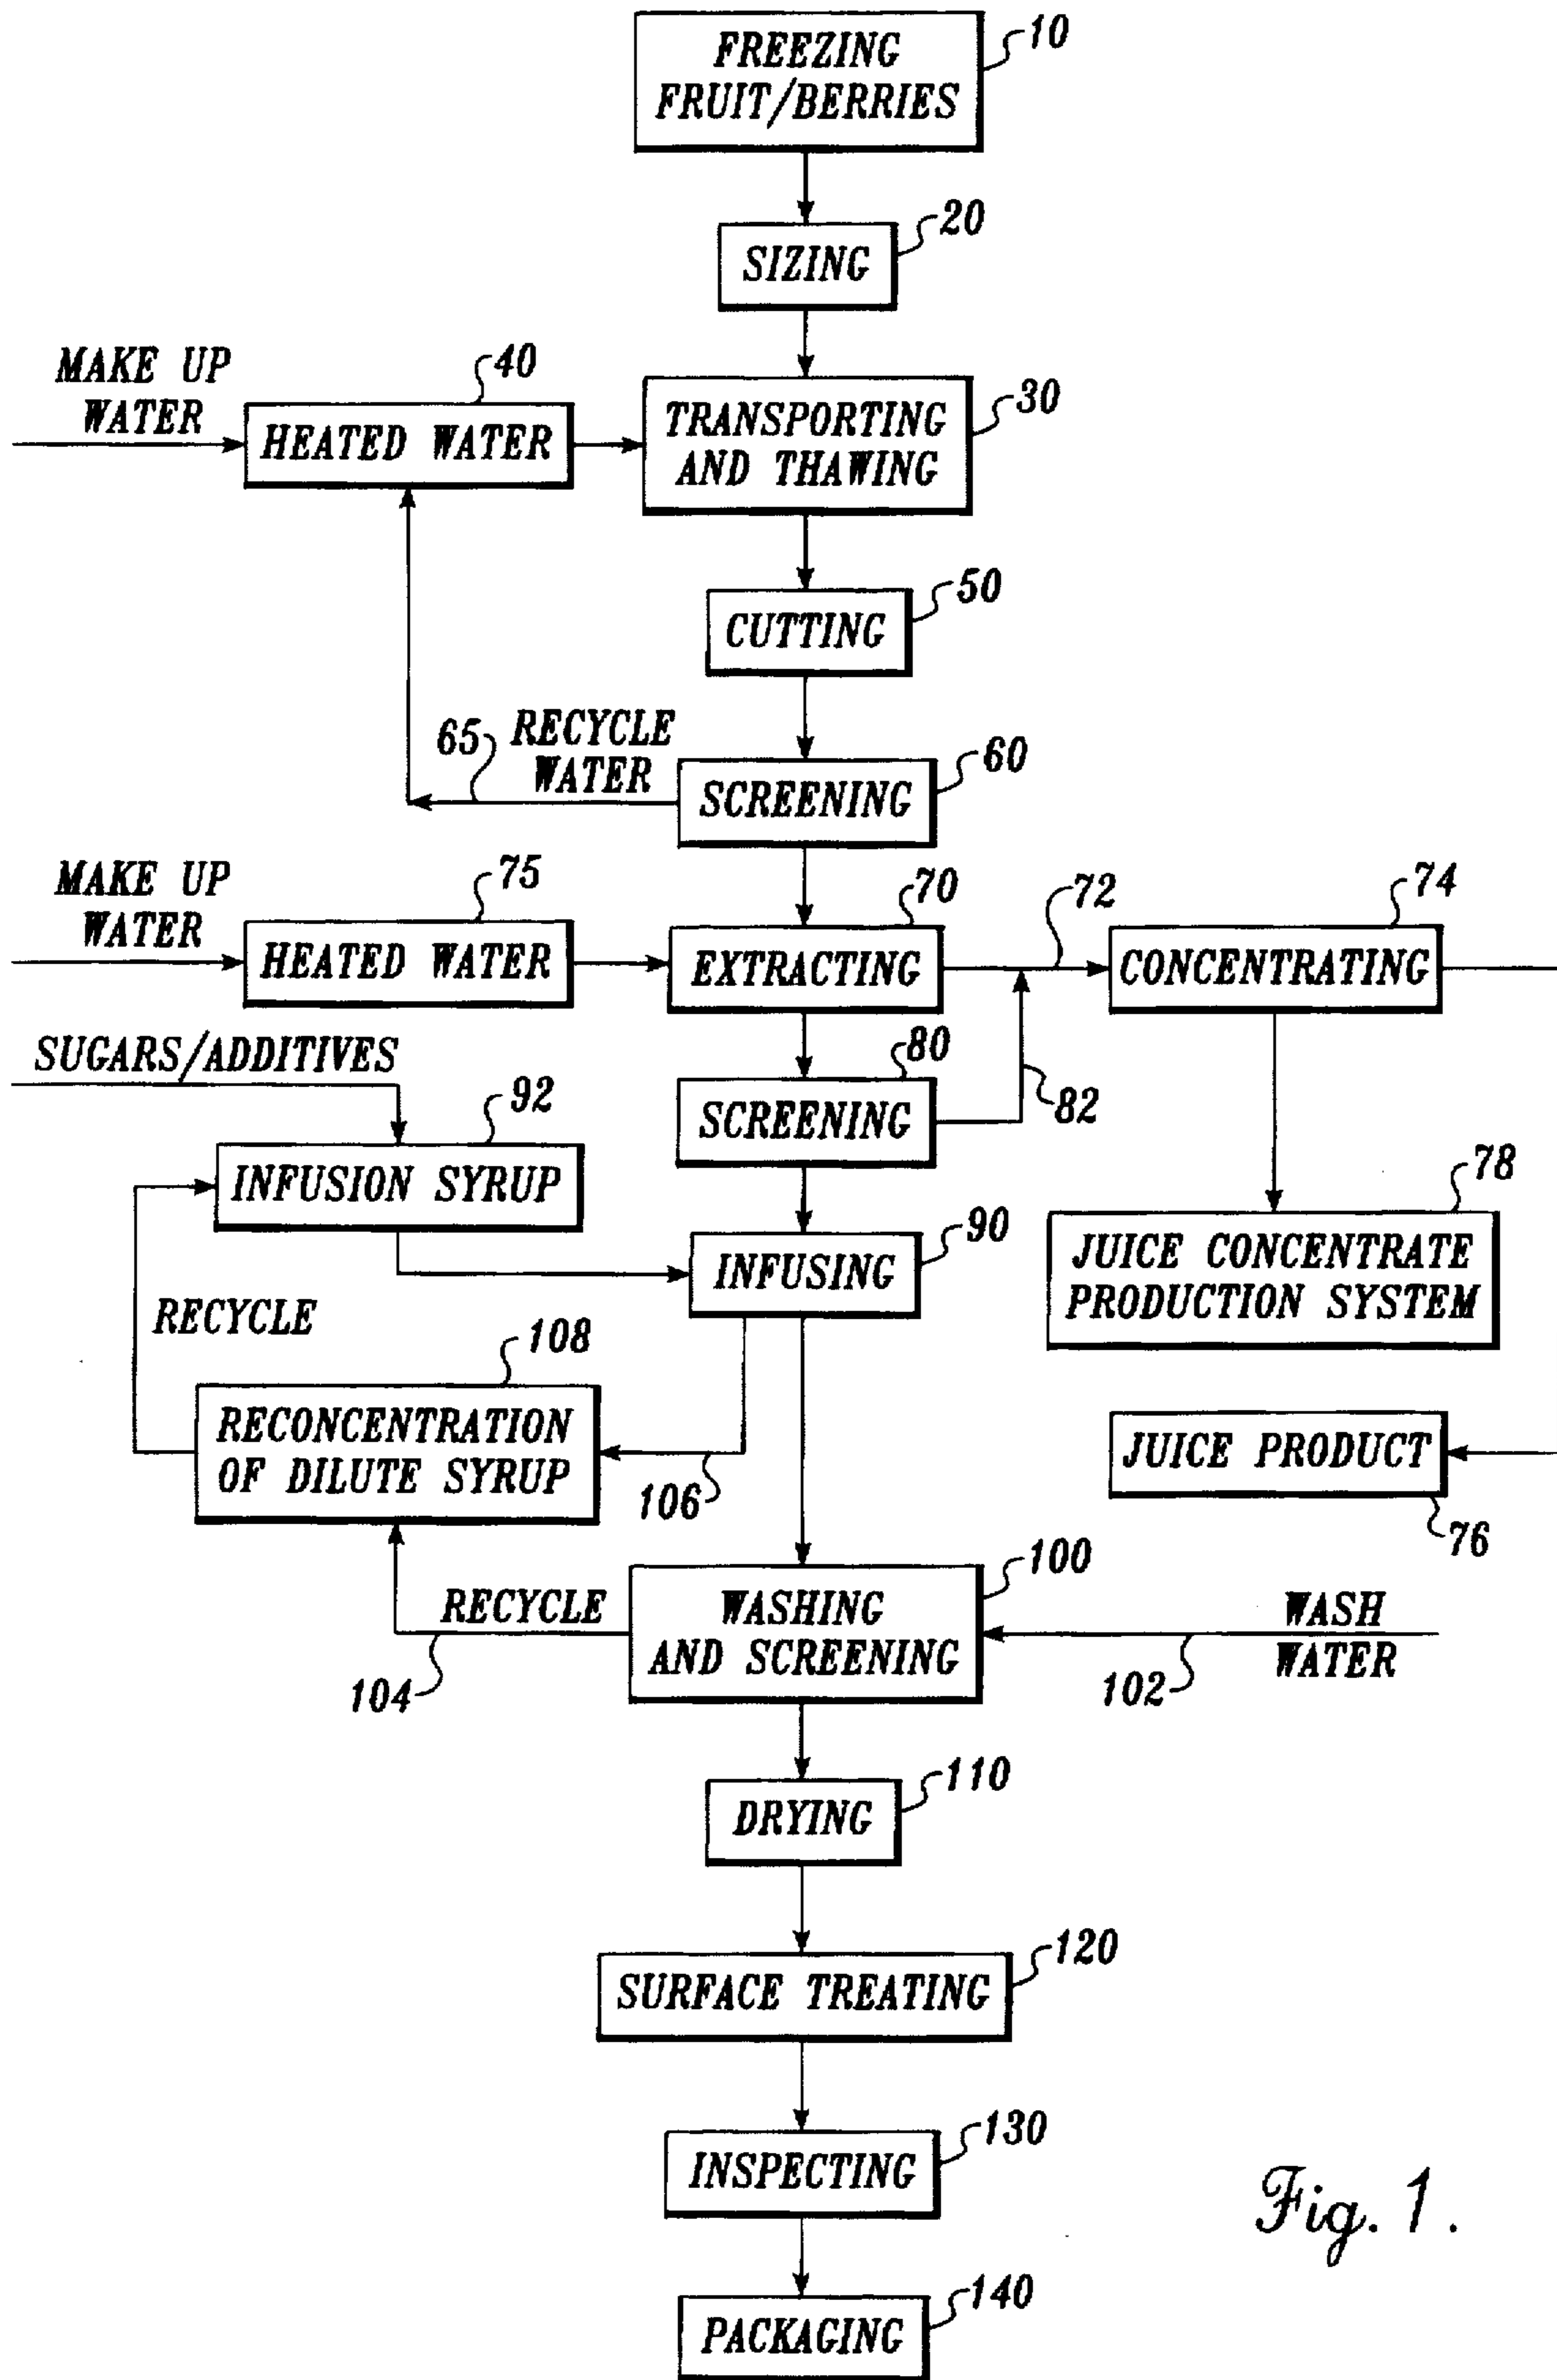 FREEZING
FRUIT/BERRIES
10
SIZING
20
MAKE UP
WATER
HEATED WATER
40
TRANSPORTING
AND THAWING
30
CUTTING
50
65
RECYCLE
WATER
SCREENING
60
MAKE UP
WATER
HEATED WATER
75
EXTRACTING
70
72
CONCENTRATING
74
SUGARS/ADDITIVES
SCREENING
80
82
INFUSION SYRUP
92
INFUSING
90
JUICE CONCENTRATE
PRODUCTION SYSTEM
78
RECYCLE
RECONCENTRATION
OF DILUTE SYRUP
108
106
JUICE PRODUCT
76
RECYCLE
104
WASHING
AND SCREENING
100
WASH
WATER
102
DRYING
110
SURFACE TREATING
120
INSPECTING
130
PACKAGING
140
Fig. 1.